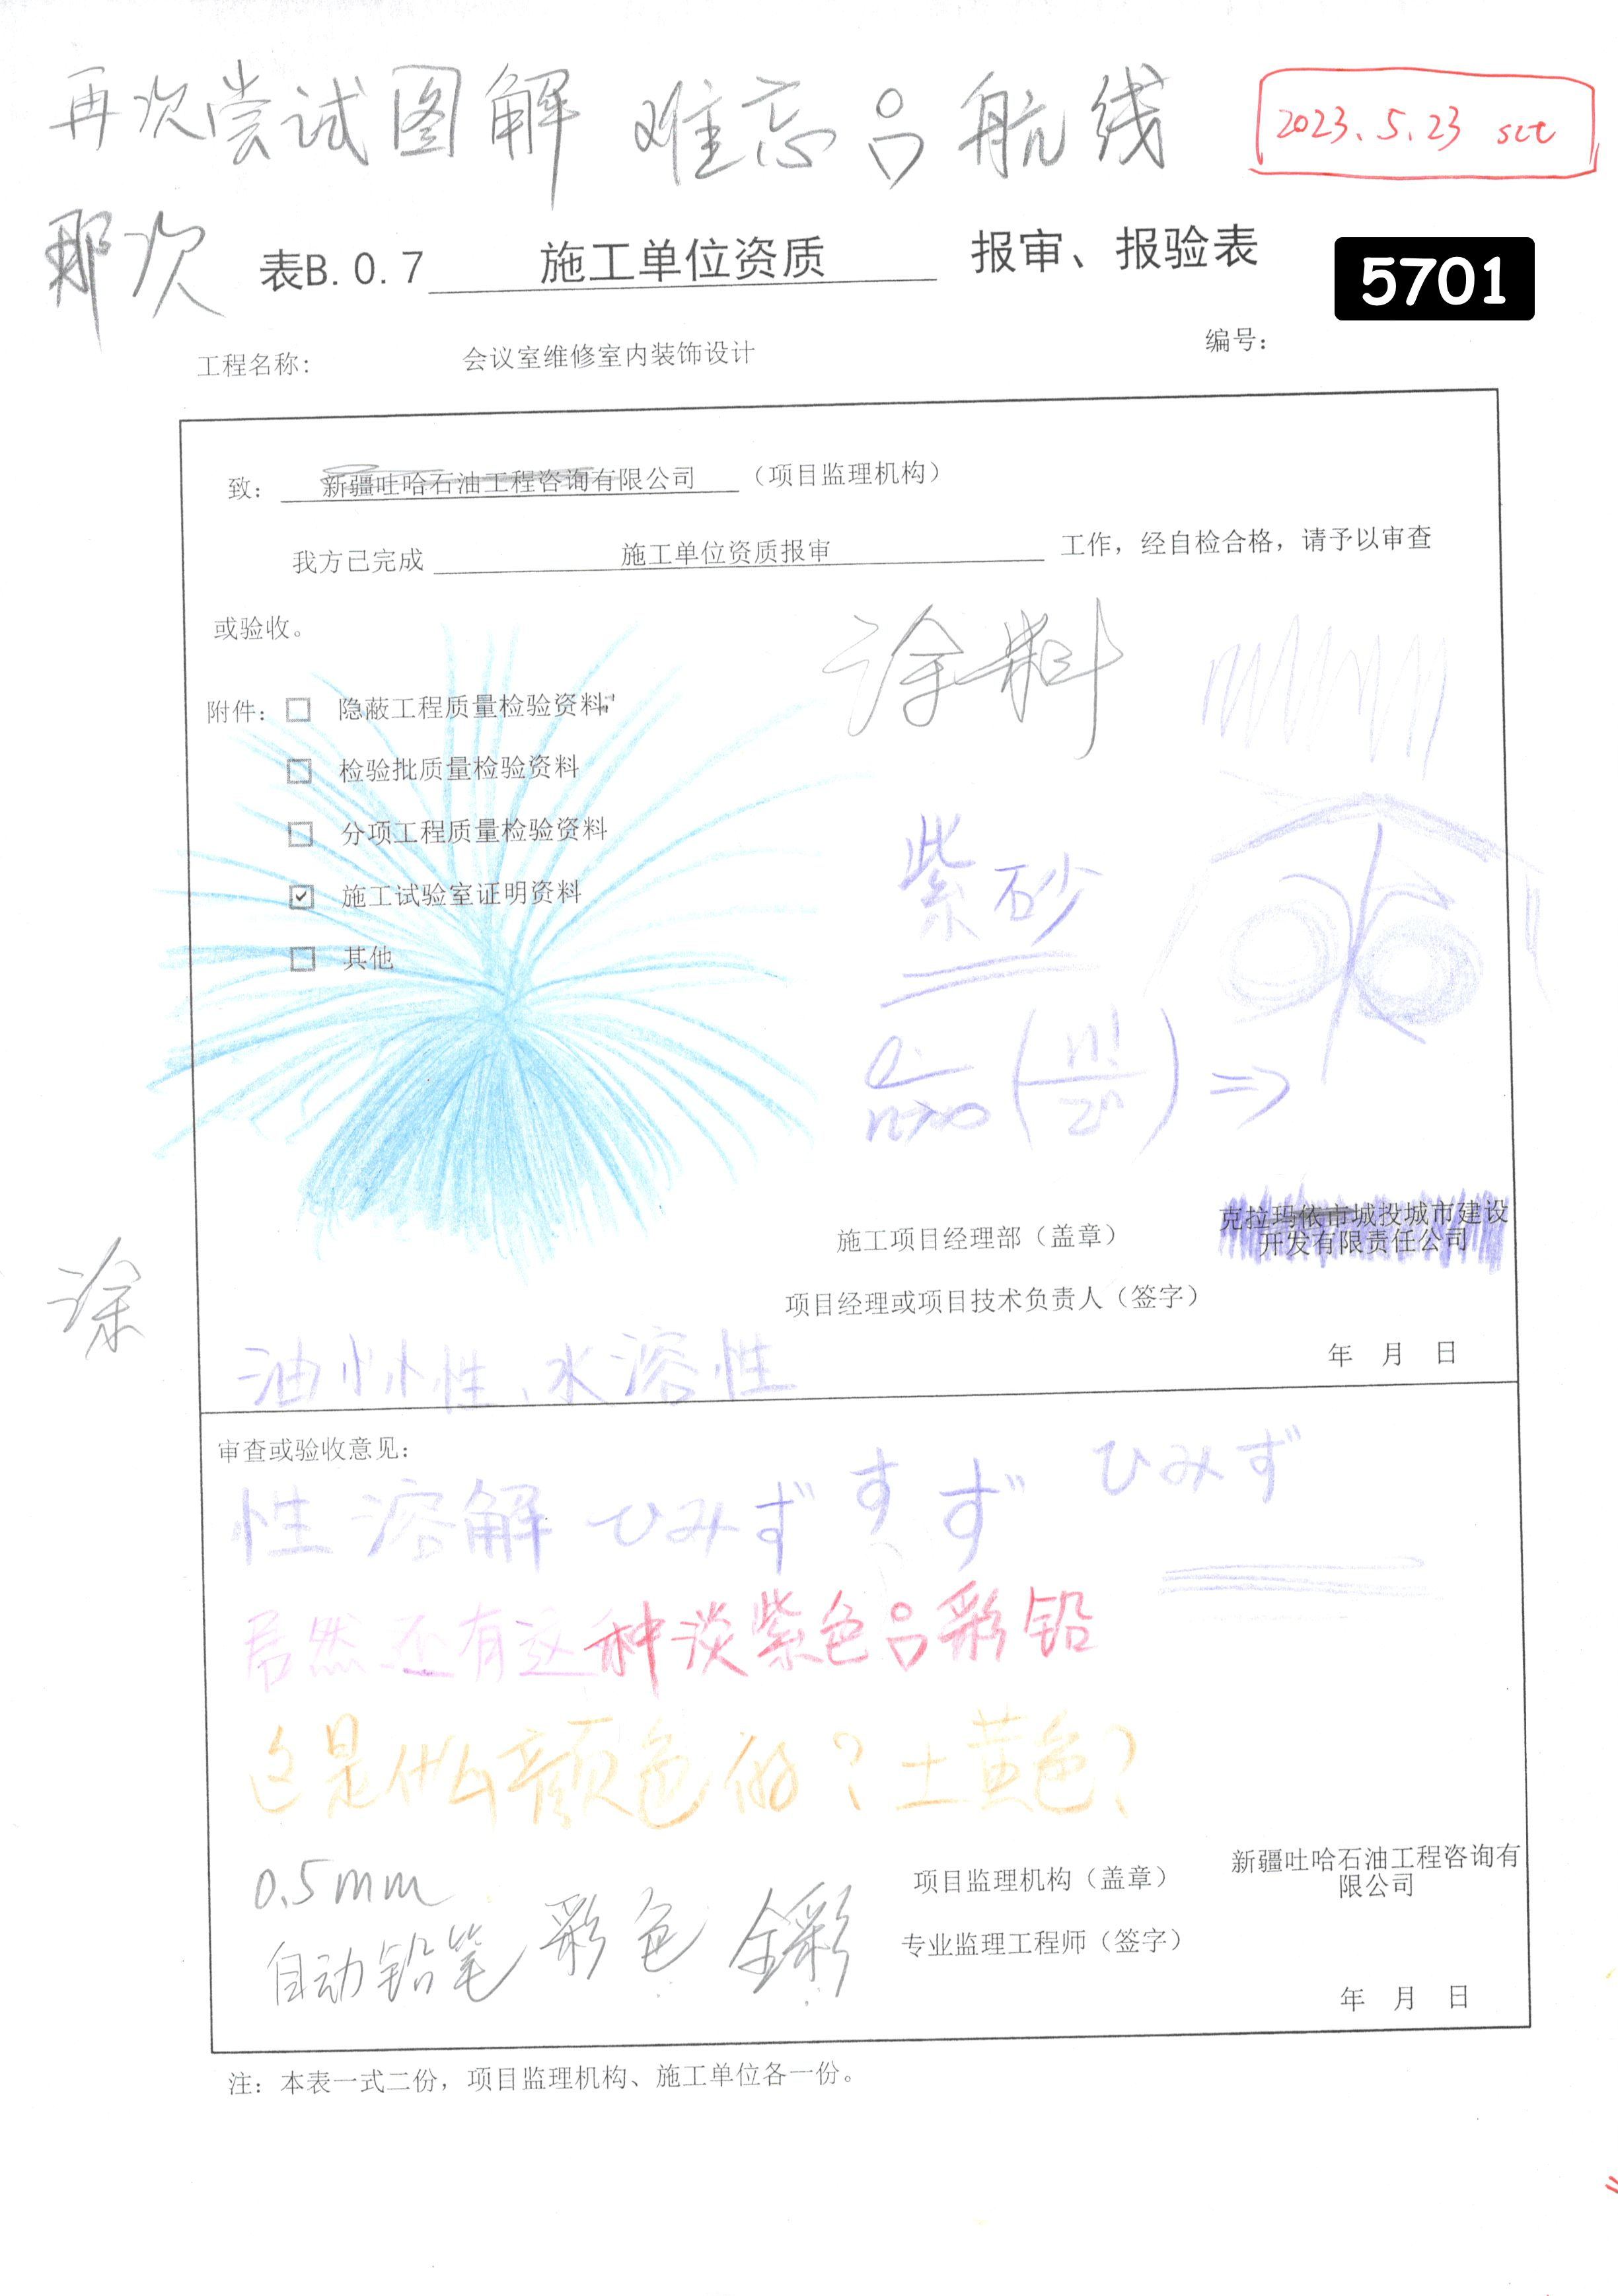 再次尝试图解 难忘 航线
2023.5.23 sct
那次
表B.0.7 施工单位资质 报审、报验表
5701
工程名称: 会议室维修室内装饰设计 编号:
致: 新疆吐哈石油工程咨询有限公司 (项目监理机构)
我方已完成 施工单位资质报审 工作，经自检合格，请予以审查
或验收。
涂料
附件: □ 隐蔽工程质量检验资料
□ 检验批质量检验资料
□ 分项工程质量检验资料
☑ 施工试验室证明资料
□ 其他
紫砂
n→∞ (n!/2ⁿ) ⇒
施工项目经理部(盖章) 克拉玛依市城投城市建设
开发有限责任公司
涂
项目经理或项目技术负责人(签字)
年 月 日
油性、水溶性
审查或验收意见:
性溶解 ひみず す ず ひみず
居然还有这种淡紫色 彩铅
这是什么颜色的？土黄色？
0.5mm
自动铅笔 彩色 全彩
项目监理机构(盖章) 新疆吐哈石油工程咨询有
限公司
专业监理工程师(签字)
年 月 日
注: 本表一式二份，项目监理机构、施工单位各一份。